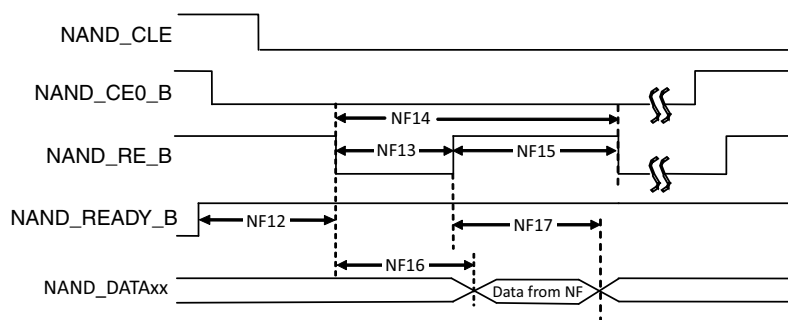 NAND_CLE
NAND_CE0_B
NF14
NAND_RE_B
NF13
NF15
NAND_READY_B
NF12
NF17
NF16
NAND_DATAxx
Data from NF